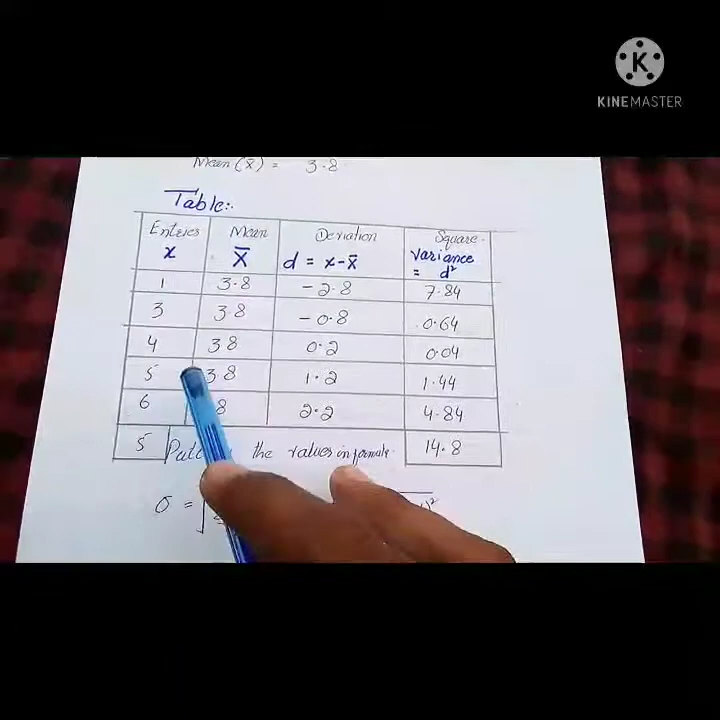 KINEMASTER
Mean (x̄) = 3.8
Table:-
Entries x | Mean X̄ | Deviation d = x-x̄ | Square Variance = d²
1 | 3.8 | -2.8 | 7.84
3 | 3.8 | -0.8 | 0.64
4 | 3.8 | 0.2 | 0.04
5 | 3.8 | 1.2 | 1.44
6 | 8 | 2.2 | 4.84
5 | Put the values in formula. | 14.8
σ =